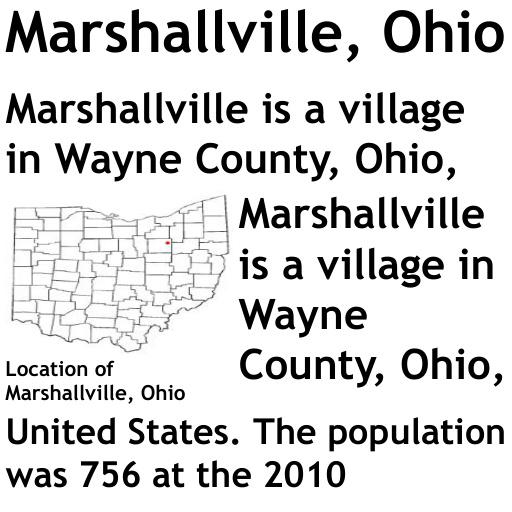 Marshallville, Ohio
Marshallville is a village
in Wayne County, Ohio,
Marshallville
is a village in
Wayne
County, Ohio,
Location of
Marshallville, Ohio
United States. The population
was 756 at the 2010